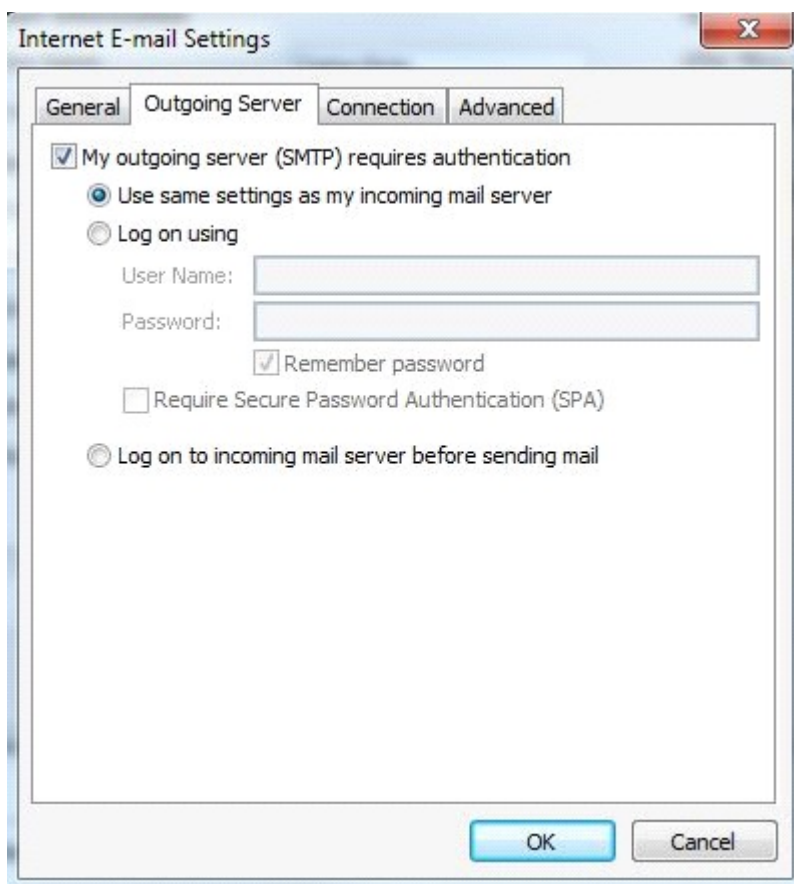 Internet E-mail Settings
General Outgoing Server Connection Advanced
My outgoing server (SMTP) requires authentication
Use same settings as my incoming mail server
Log on using
User Name:
Password:
Remember password
Require Secure Password Authentication (SPA)
Log on to incoming mail server before sending mail
OK Cancel